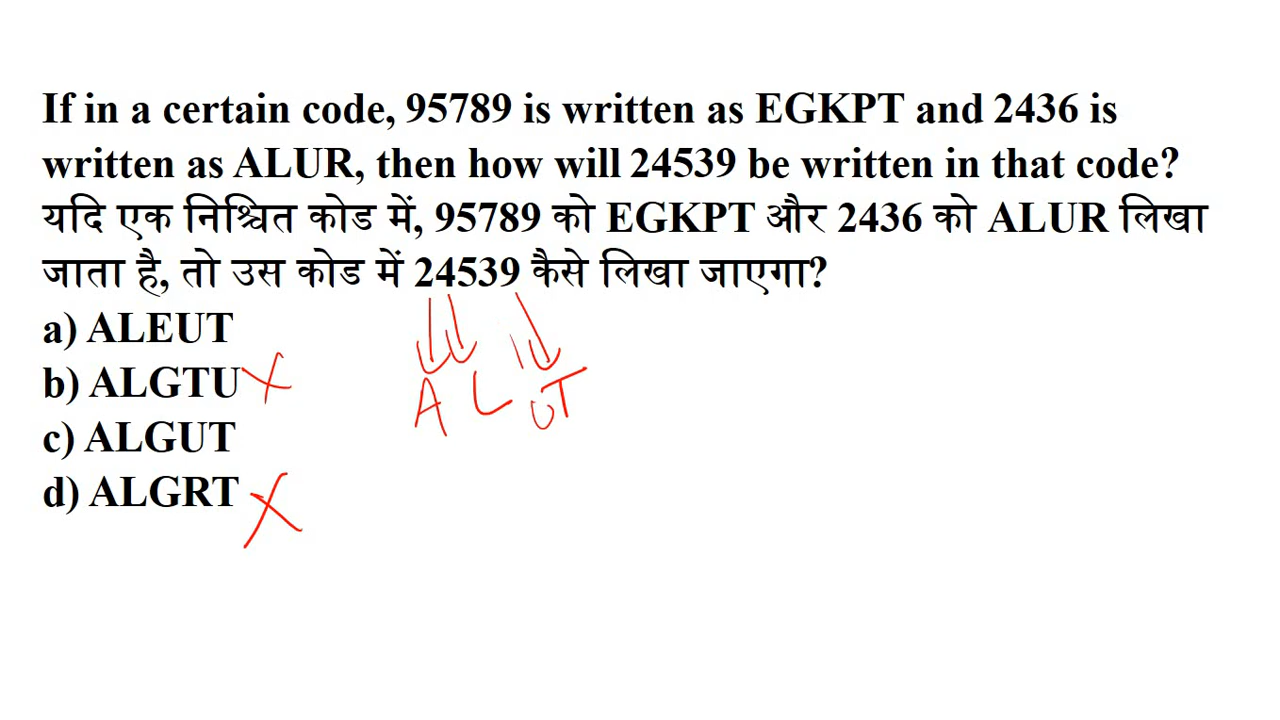 If in a certain code, 95789 is written as EGKPT and 2436 is
written as ALUR, then how will 24539 be written in that code?
यदि एक निश्चित कोड में, 95789 को EGKPT और 2436 को ALUR लिखा
जाता है, तो उस कोड में 24539 कैसे लिखा जाएगा?
a) ALEUT
b) ALGTU
c) ALGUT
d) ALGRT
A L U T